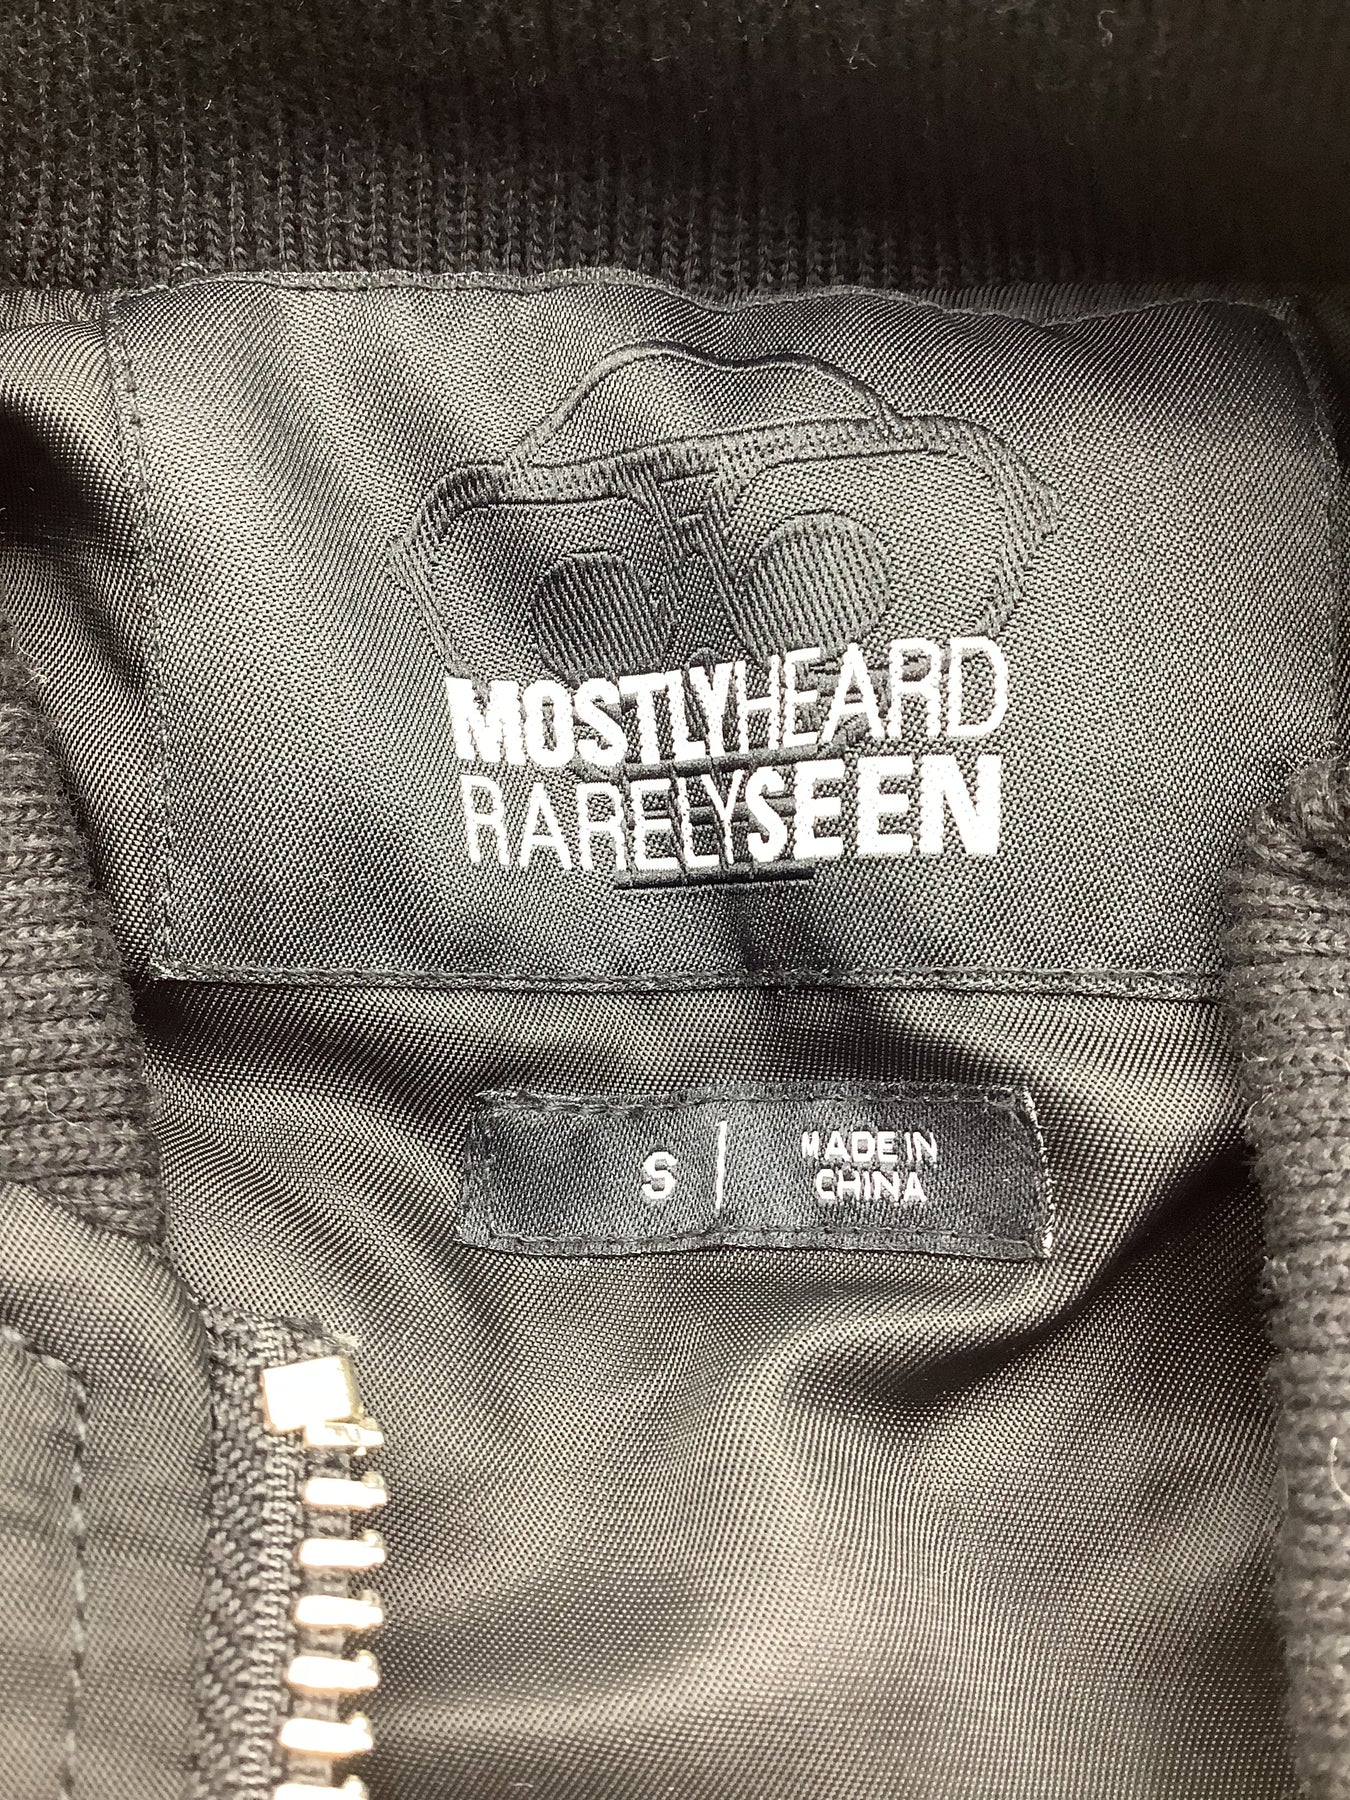 MOSTLYHEARD
RARELYSEEN
S | MADE IN
CHINA